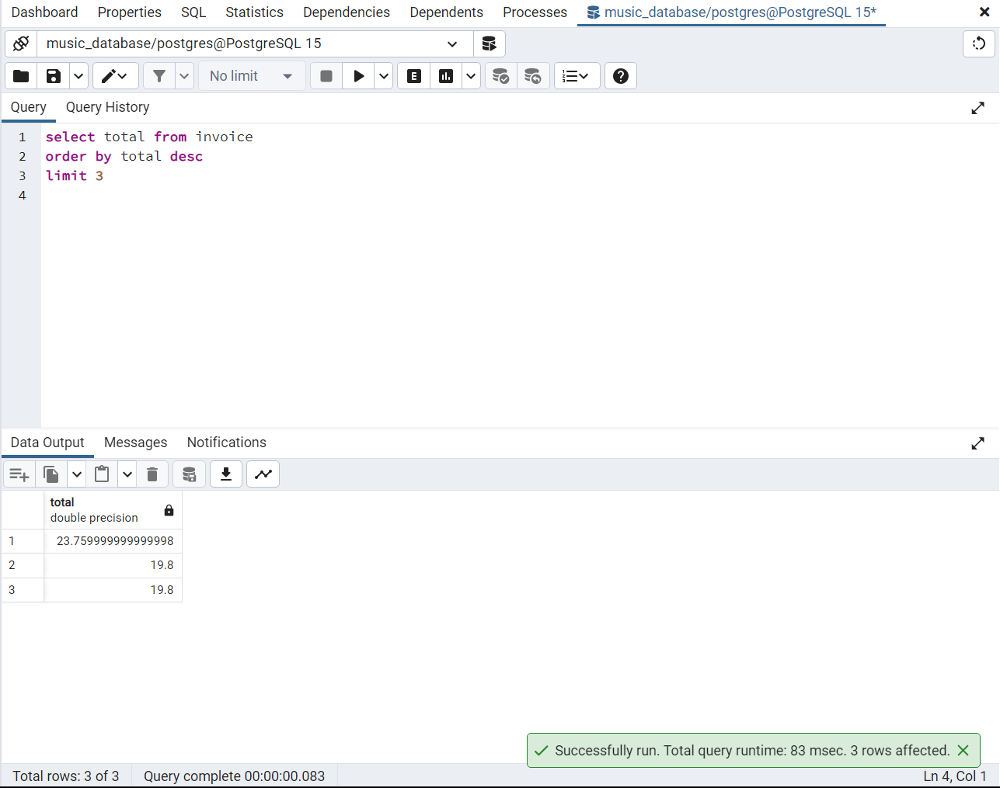 Dashboard Properties SQL Statistics Dependencies Dependents Processes music_database/postgres@PostgreSQL 15*
music_database/postgres@PostgreSQL 15
No limit E
Query Query History
1 select total from invoice
2 order by total desc
3 limit 3
4
Data Output Messages Notifications
total
double precision
1 23.759999999999998
2 19.8
3 19.8
Successfully run. Total query runtime: 83 msec. 3 rows affected.
Total rows: 3 of 3 Query complete 00:00:00.083 Ln 4, Col 1